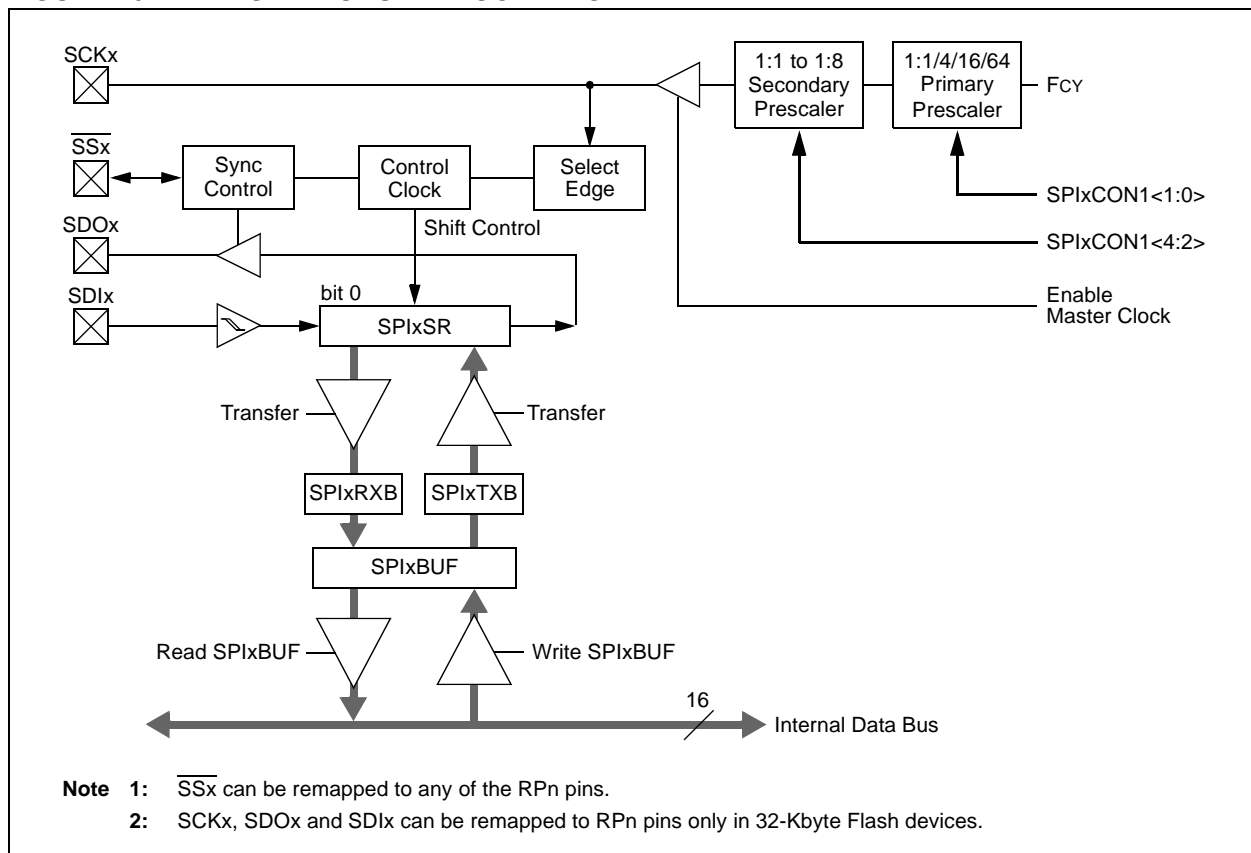 SCKx
1:1 to 1:8
Secondary
Prescaler
1:1/4/16/64
Primary
Prescaler
FCY
SSx
Sync
Control
Control
Clock
Select
Edge
SPIxCON1<1:0>
Shift Control
SPIxCON1<4:2>
SDOx
SDIx
bit 0
SPIxSR
Enable
Master Clock
Transfer
Transfer
SPIxRXB
SPIxTXB
SPIxBUF
Read SPIxBUF
Write SPIxBUF
16
Internal Data Bus
Note 1: SSx can be remapped to any of the RPn pins.
2: SCKx, SDOx and SDIx can be remapped to RPn pins only in 32-Kbyte Flash devices.